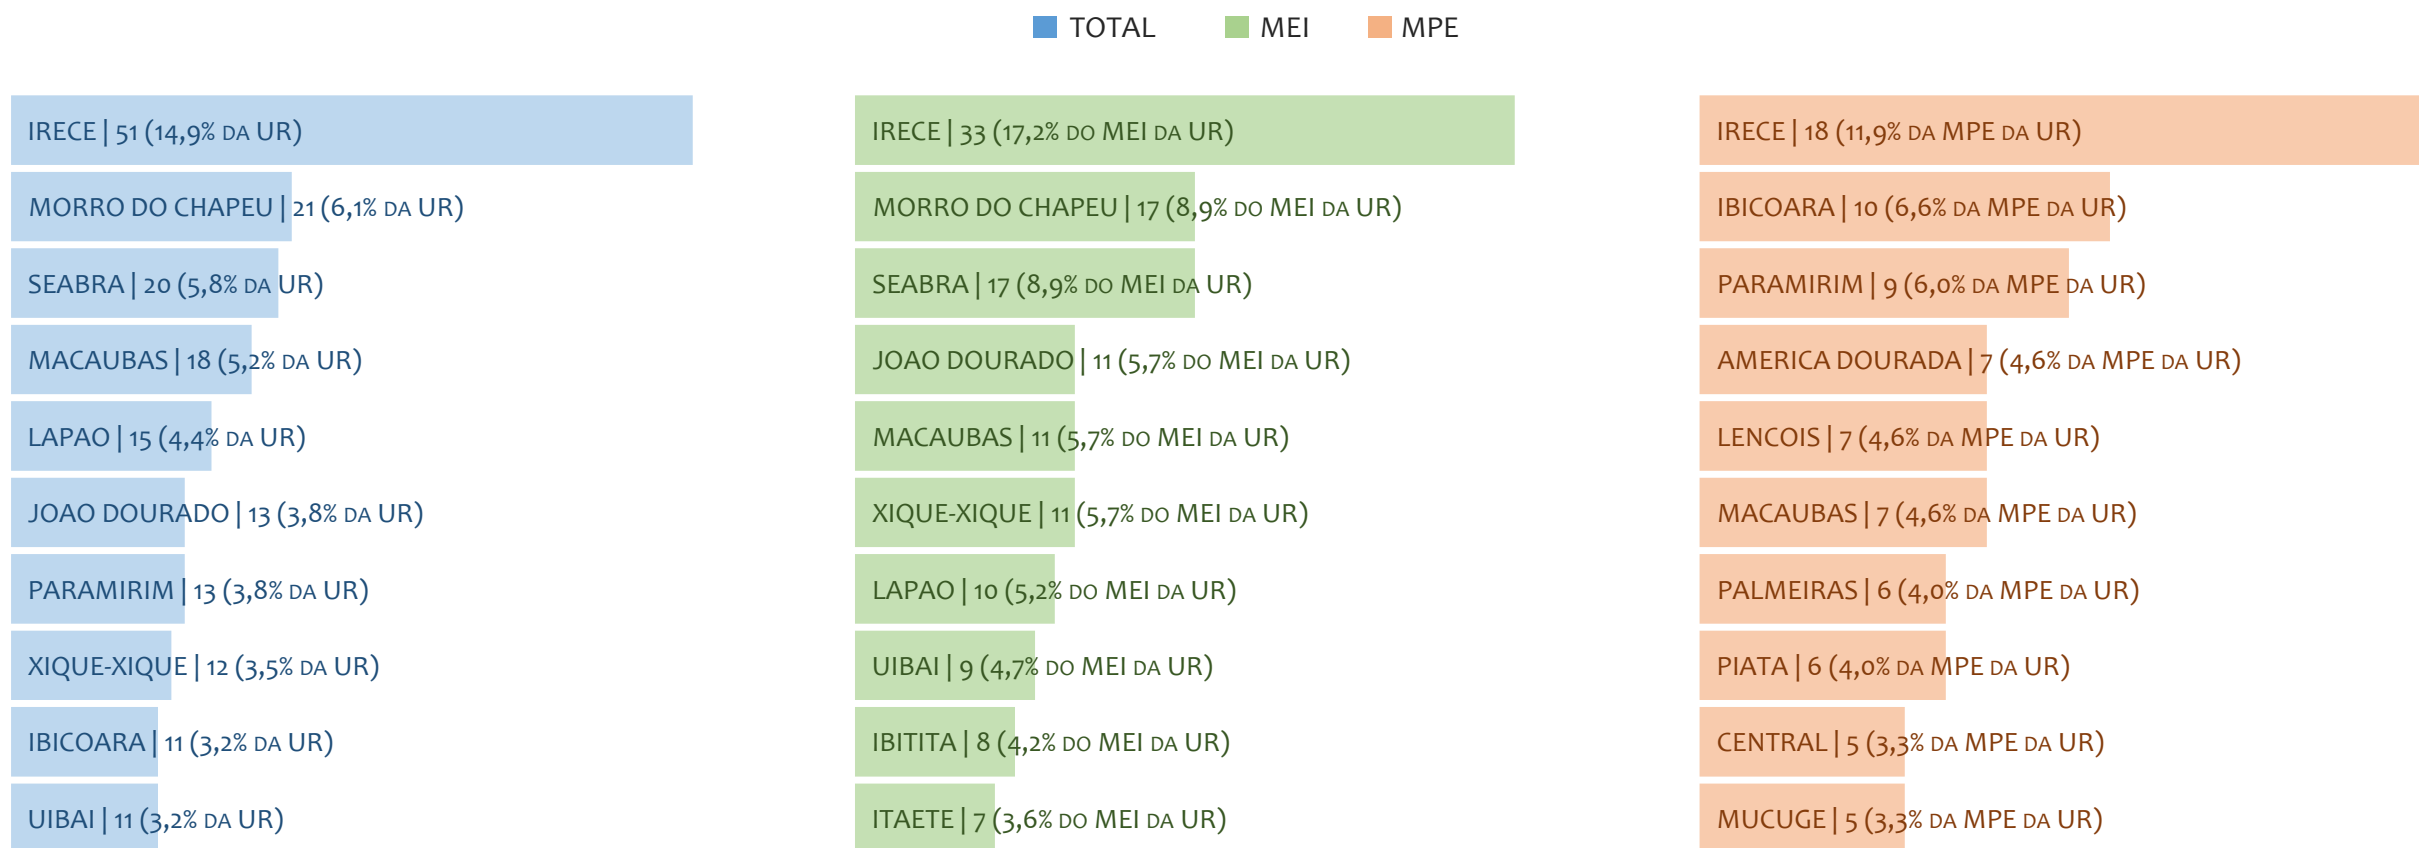 TOTAL MEI MPE
IRECE | 51 (14,9% DA UR)
MORRO DO CHAPEU | 21 (6,1% DA UR)
SEABRA | 20 (5,8% DA UR)
MACAUBAS | 18 (5,2% DA UR)
LAPAO | 15 (4,4% DA UR)
JOAO DOURADO | 13 (3,8% DA UR)
PARAMIRIM | 13 (3,8% DA UR)
XIQUE-XIQUE | 12 (3,5% DA UR)
IBICOARA | 11 (3,2% DA UR)
UIBAI | 11 (3,2% DA UR)
IRECE | 33 (17,2% DO MEI DA UR)
MORRO DO CHAPEU | 17 (8,9% DO MEI DA UR)
SEABRA | 17 (8,9% DO MEI DA UR)
JOAO DOURADO | 11 (5,7% DO MEI DA UR)
MACAUBAS | 11 (5,7% DO MEI DA UR)
XIQUE-XIQUE | 11 (5,7% DO MEI DA UR)
LAPAO | 10 (5,2% DO MEI DA UR)
UIBAI | 9 (4,7% DO MEI DA UR)
IBITITA | 8 (4,2% DO MEI DA UR)
ITAETE | 7 (3,6% DO MEI DA UR)
IRECE | 18 (11,9% DA MPE DA UR)
IBICOARA | 10 (6,6% DA MPE DA UR)
PARAMIRIM | 9 (6,0% DA MPE DA UR)
AMERICA DOURADA | 7 (4,6% DA MPE DA UR)
LENCOIS | 7 (4,6% DA MPE DA UR)
MACAUBAS | 7 (4,6% DA MPE DA UR)
PALMEIRAS | 6 (4,0% DA MPE DA UR)
PIATA | 6 (4,0% DA MPE DA UR)
CENTRAL | 5 (3,3% DA MPE DA UR)
MUCUGE | 5 (3,3% DA MPE DA UR)